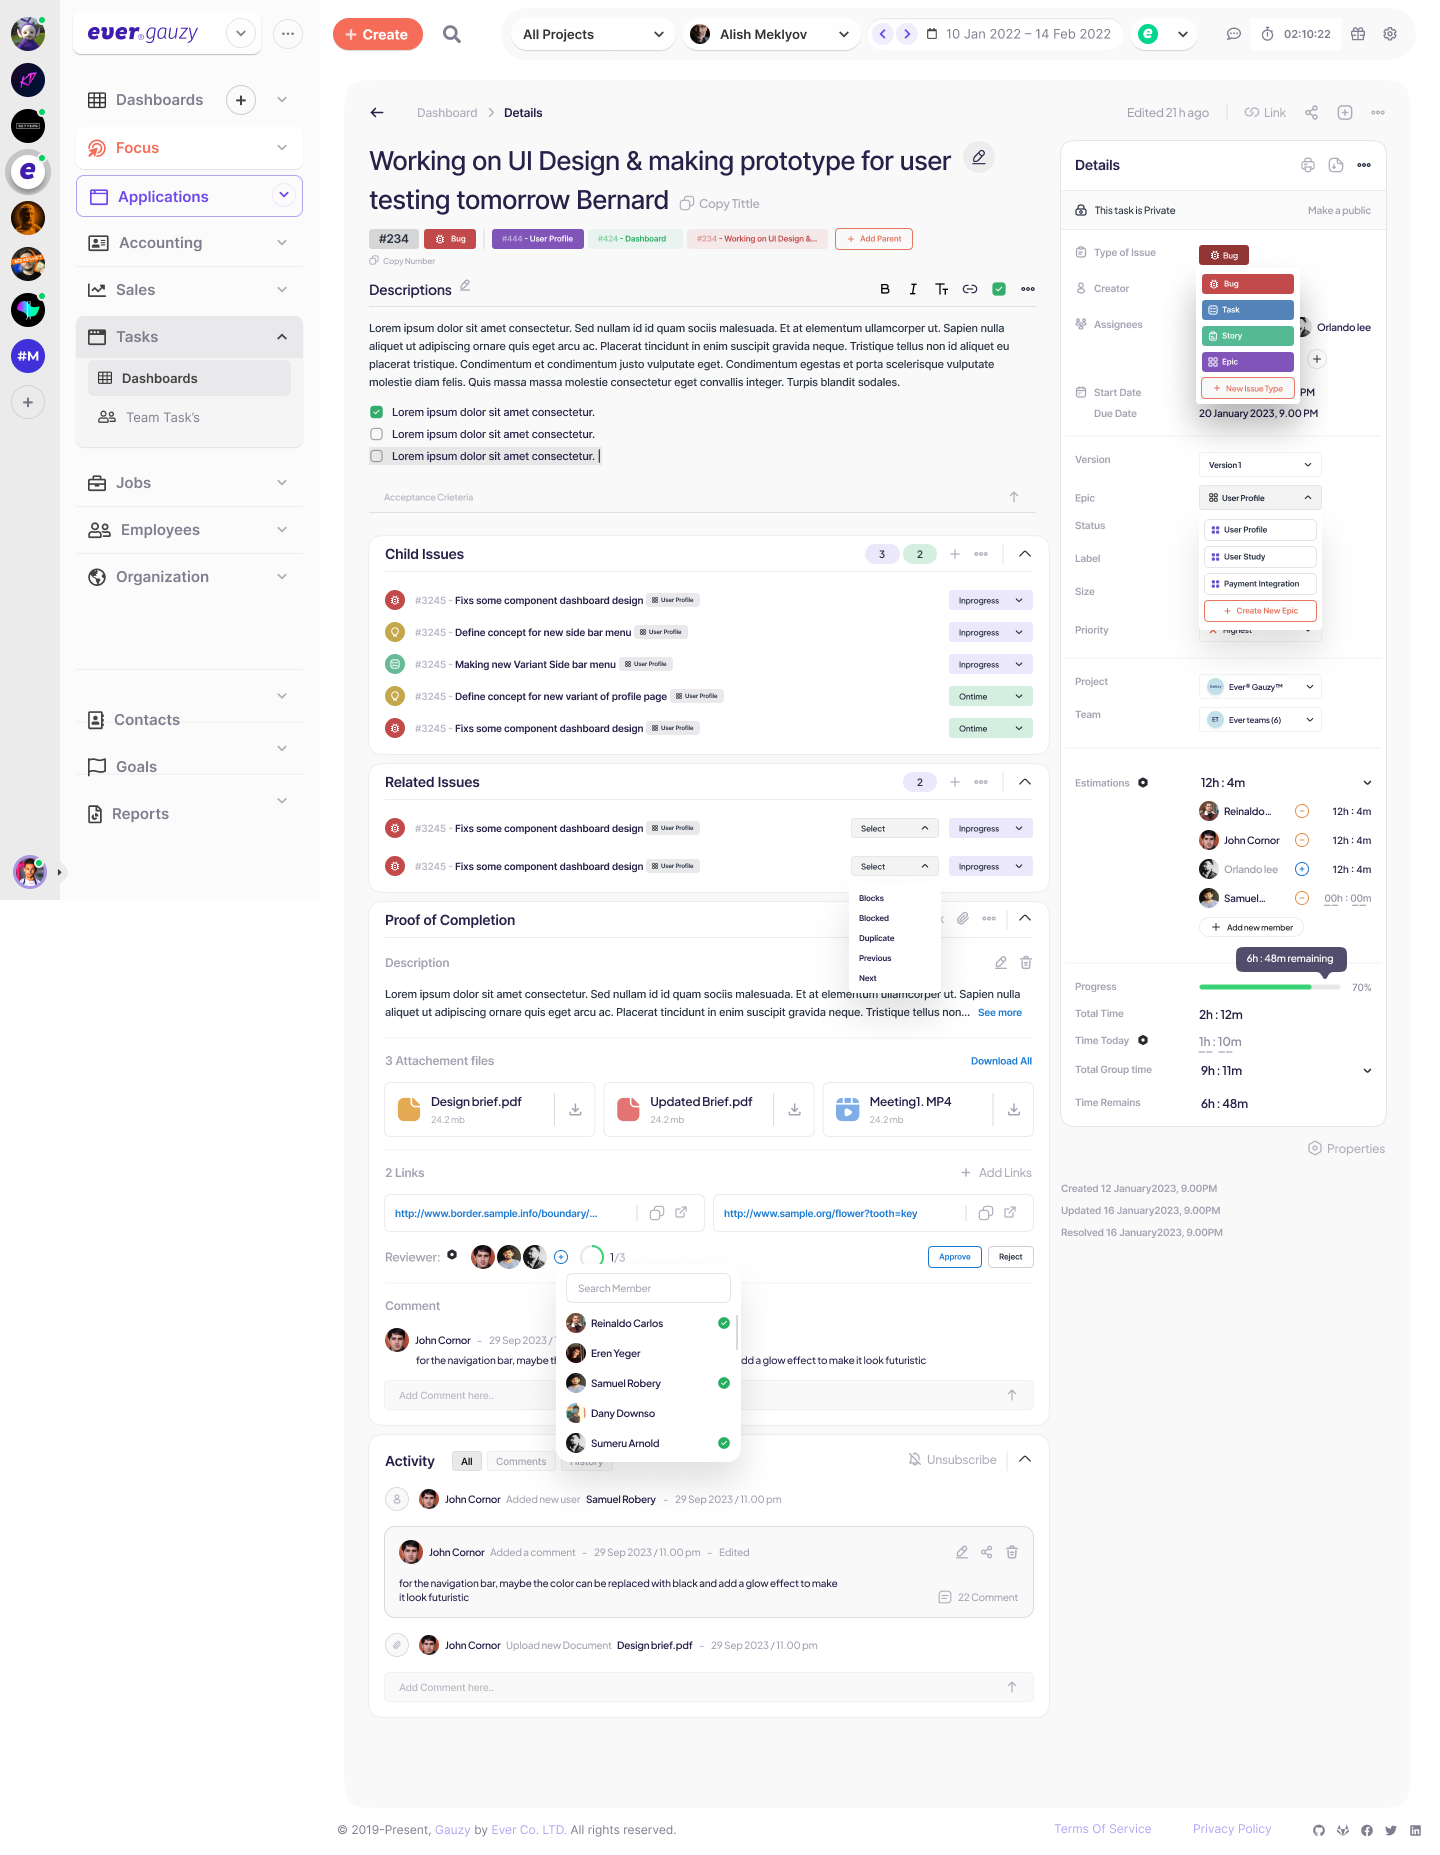 ever® gauzy
Dashboards
Focus
Applications
Accounting
Sales
Tasks
Dashboards
Team Task's
Jobs
Employees
Organization
Contacts
Goals
Reports
#M
Create
All Projects
Alish Meklyov
10 Jan 2022 – 14 Feb 2022
02:10:22
Dashboard > Details
Edited 21 h ago
Link
Working on UI Design & making prototype for user
testing tomorrow Bernard
Copy Tittle
#234
Bug
#444 - User Profile
#424 - Dashboard
#234 - Working on UI Design &...
+ Add Parent
Copy Number
Descriptions
Lorem ipsum dolor sit amet consectetur. Sed nullam id id quam sociis malesuada. Et at elementum ullamcorper ut. Sapien nulla
aliquet ut adipiscing ornare quis eget arcu ac. Placerat tincidunt in enim suscipit gravida neque. Tristique tellus non id aliquet eu
placerat tristique. Condimentum et condimentum justo vulputate eget. Condimentum egestas et porta scelerisque vulputate
molestie diam felis. Quis massa massa molestie consectetur eget convallis integer. Turpis blandit sodales.
Lorem ipsum dolor sit amet consectetur.
Lorem ipsum dolor sit amet consectetur.
Lorem ipsum dolor sit amet consectetur. |
Acceptance Crieteria
Child Issues
3
2
#3245 - Fixs some component dashboard design
User Profile
Inprogress
#3245 - Define concept for new side bar menu
User Profile
Inprogress
#3245 - Making new Variant Side bar menu
User Profile
Inprogress
#3245 - Define concept for new variant of profile page
User Profile
Ontime
#3245 - Fixs some component dashboard design
User Profile
Ontime
Related Issues
2
#3245 - Fixs some component dashboard design
User Profile
Select
Inprogress
#3245 - Fixs some component dashboard design
User Profile
Select
Inprogress
Blocks
Blocked
Duplicate
Previous
Next
Proof of Completion
Description
Lorem ipsum dolor sit amet consectetur. Sed nullam id id quam sociis malesuada. Et at elementum ullamcorper ut. Sapien nulla
aliquet ut adipiscing ornare quis eget arcu ac. Placerat tincidunt in enim suscipit gravida neque. Tristique tellus non... See more
3 Attachement files
Download All
Design brief.pdf
24.2 mb
Updated Brief.pdf
24.2 mb
Meeting1. MP4
24.2 mb
2 Links
+ Add Links
http://www.border.sample.info/boundary/...
http://www.sample.org/flower?tooth=key
Reviewer:
1/3
Approve
Reject
Search Member
Reinaldo Carlos
Eren Yeger
Samuel Robery
Dany Downso
Sumeru Arnold
Comment
John Cornor - 29 Sep 2023 /
for the navigation bar, maybe th
dd a glow effect to make it look futuristic
Add Comment here..
Activity
All
Comments
History
Unsubscribe
John Cornor Added new user Samuel Robery - 29 Sep 2023 / 11.00 pm
John Cornor Added a comment - 29 Sep 2023 / 11.00 pm - Edited
for the navigation bar, maybe the color can be replaced with black and add a glow effect to make
it look futuristic
22 Comment
John Cornor Upload new Document Design brief.pdf - 29 Sep 2023 / 11.00 pm
Add Comment here..
Details
This task is Private
Make a public
Type of Issue
Bug
Bug
Task
Story
Epic
+ New Issue Type
Creator
Assignees
Orlando lee
Start Date
PM
Due Date
20 January 2023, 9.00 PM
Version
Version 1
Epic
User Profile
User Profile
User Study
Payment Integration
+ Create New Epic
Status
Label
Size
Priority
Highest
Project
Ever® Gauzy™
Team
ET
Ever teams (6)
Estimations
12h : 4m
Reinaldo...
12h : 4m
John Cornor
12h : 4m
Orlando lee
12h : 4m
Samuel...
00h : 00m
+ Add new member
6h : 48m remaining
Progress
70%
Total Time
2h : 12m
Time Today
1h : 10m
Total Group time
9h : 11m
Time Remains
6h : 48m
Properties
Created 12 January2023, 9.00PM
Updated 16 January2023, 9.00PM
Resolved 16 January2023, 9.00PM
© 2019-Present, Gauzy by Ever Co. LTD. All rights reserved.
Terms Of Service
Privacy Policy